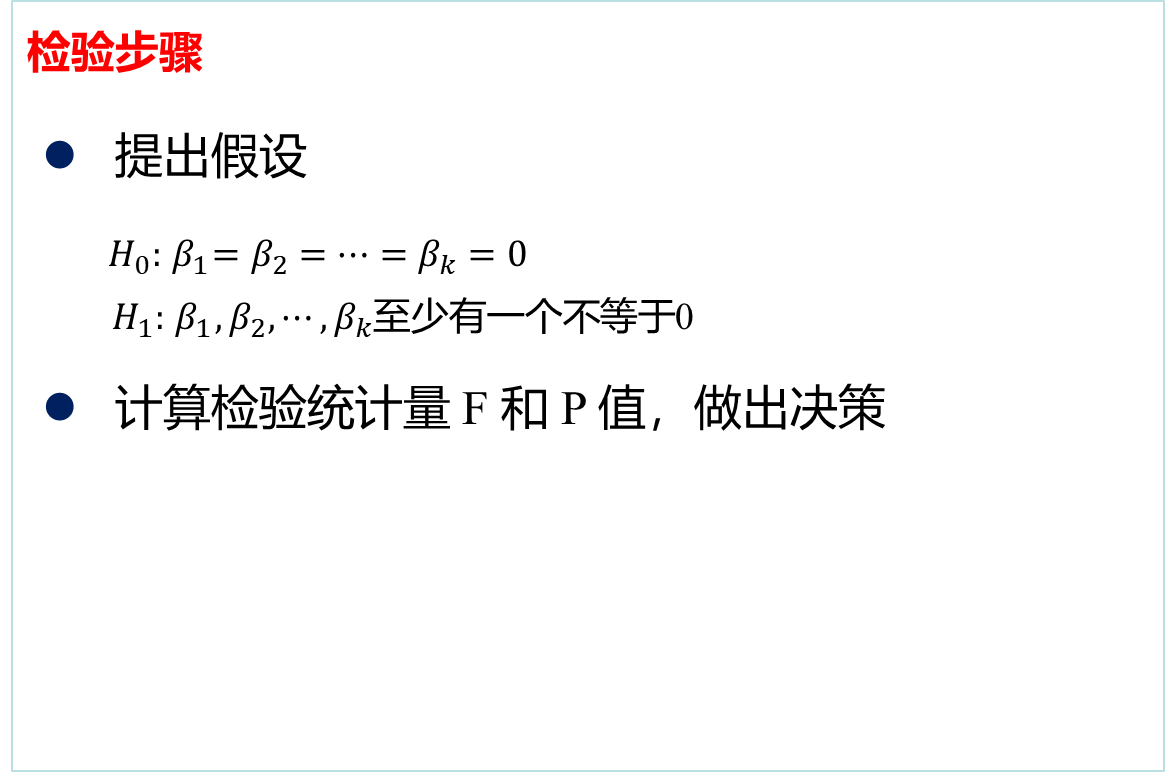 检验步骤
● 提出假设
H₀: β₁= β₂ = ⋯ = βₖ = 0
H₁: β₁, β₂, ⋯ , βₖ至少有一个不等于0
● 计算检验统计量 F 和 P 值，做出决策